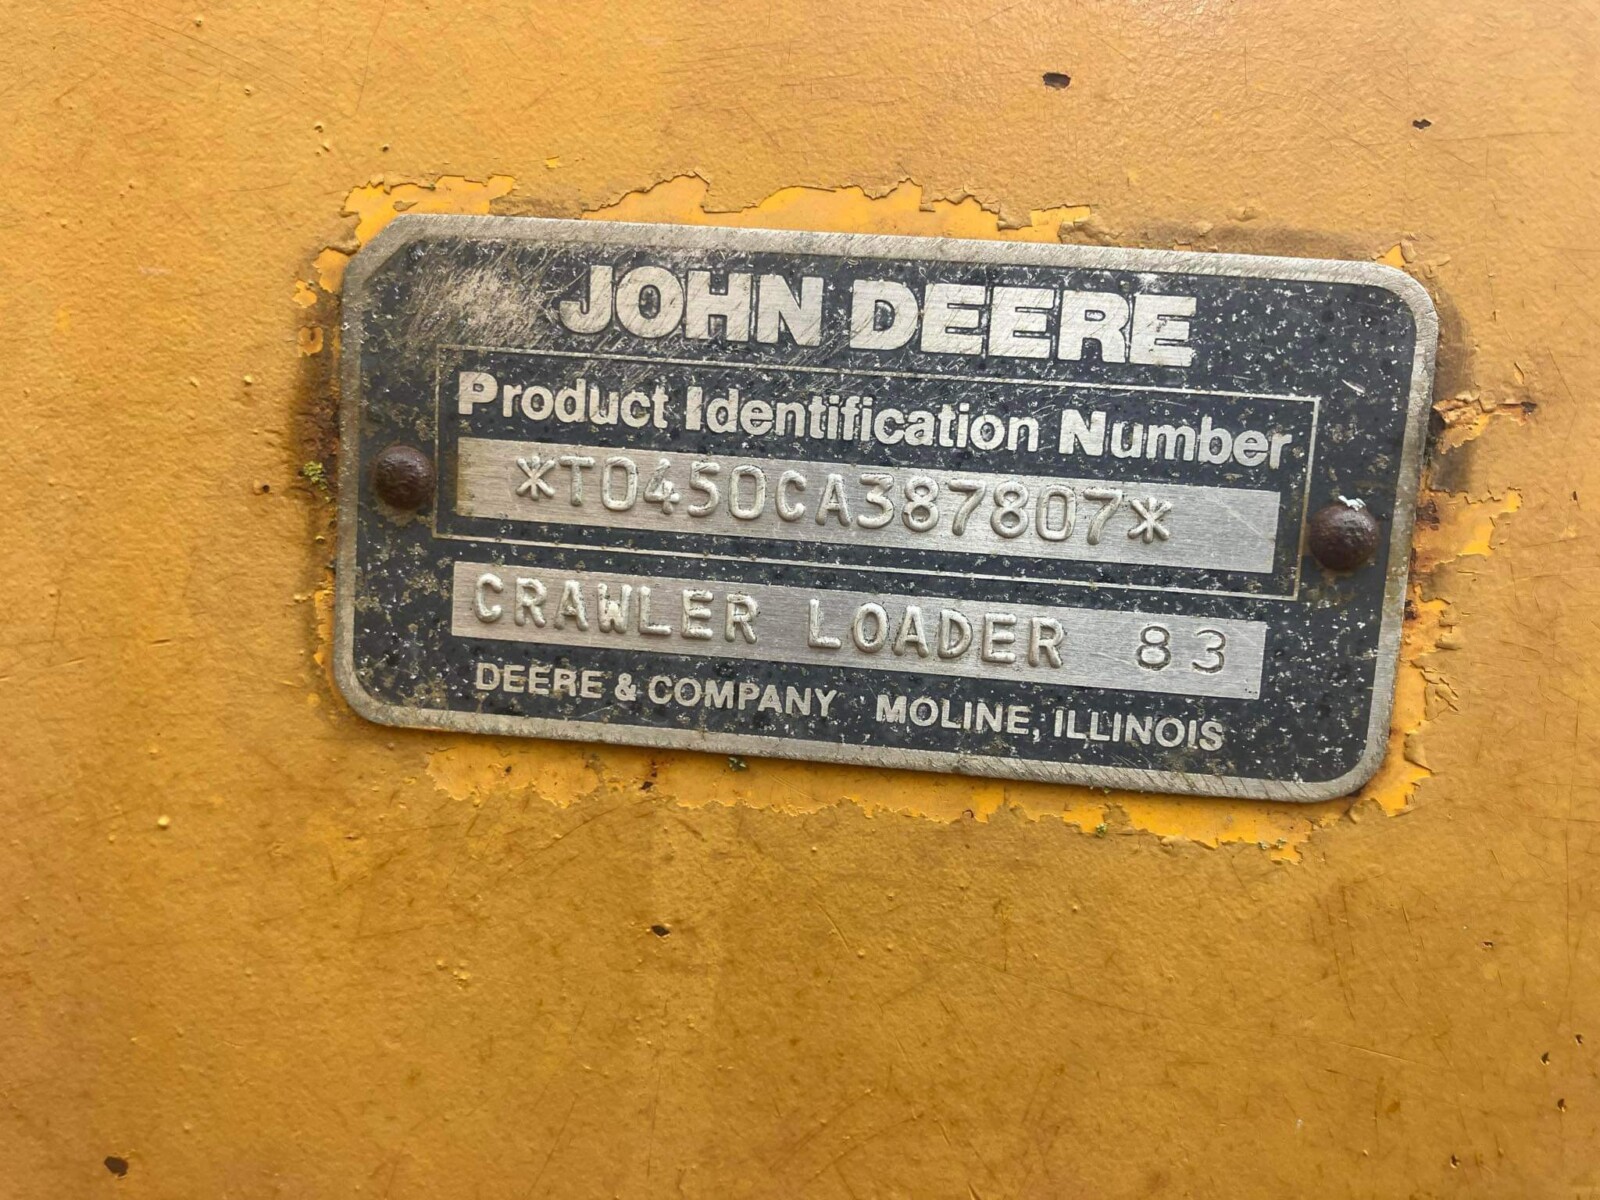 JOHN DEERE
Product Identification Number
*T0450CA387807*
CRAWLER LOADER 83
DEERE & COMPANY MOLINE, ILLINOIS